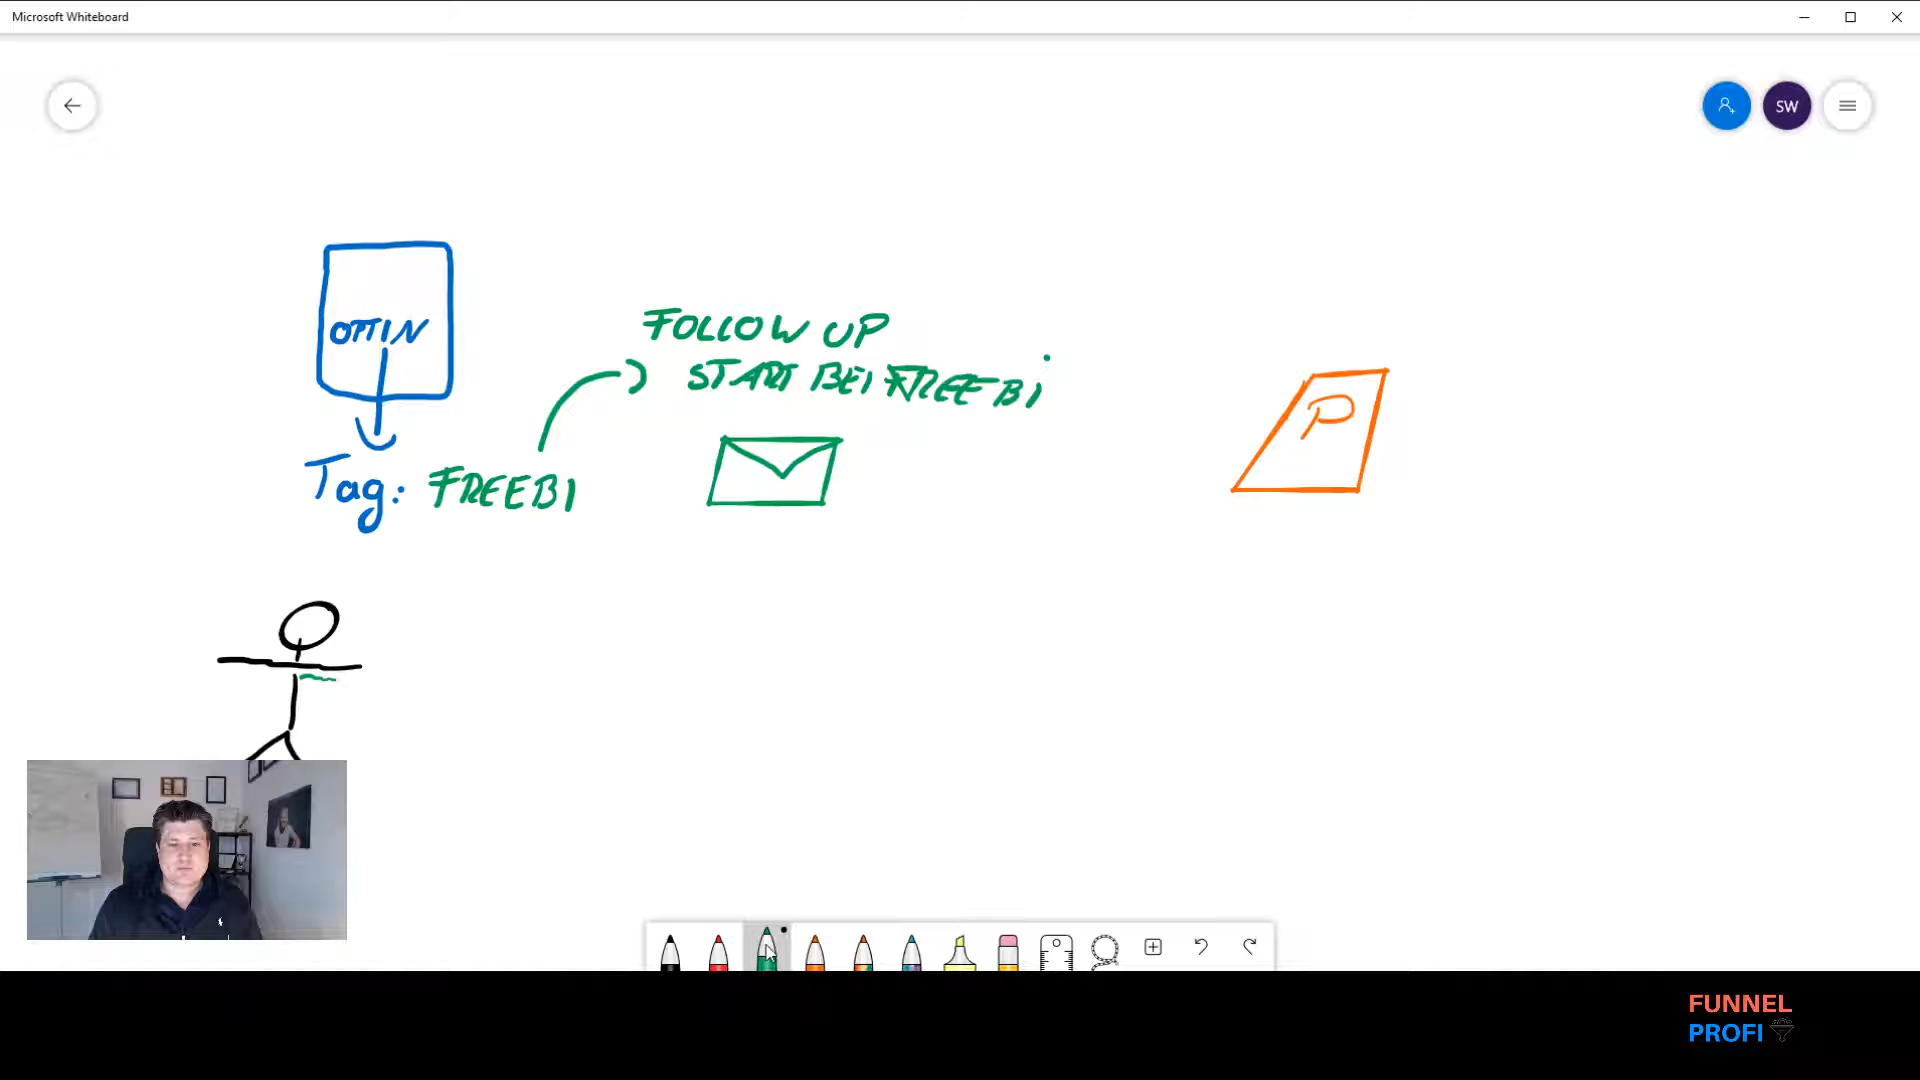 Microsoft Whiteboard
SW
OPTIN
FOLLOW UP
START BEI FREEBI
P
Tag: FREEBI
FUNNEL
PROFI